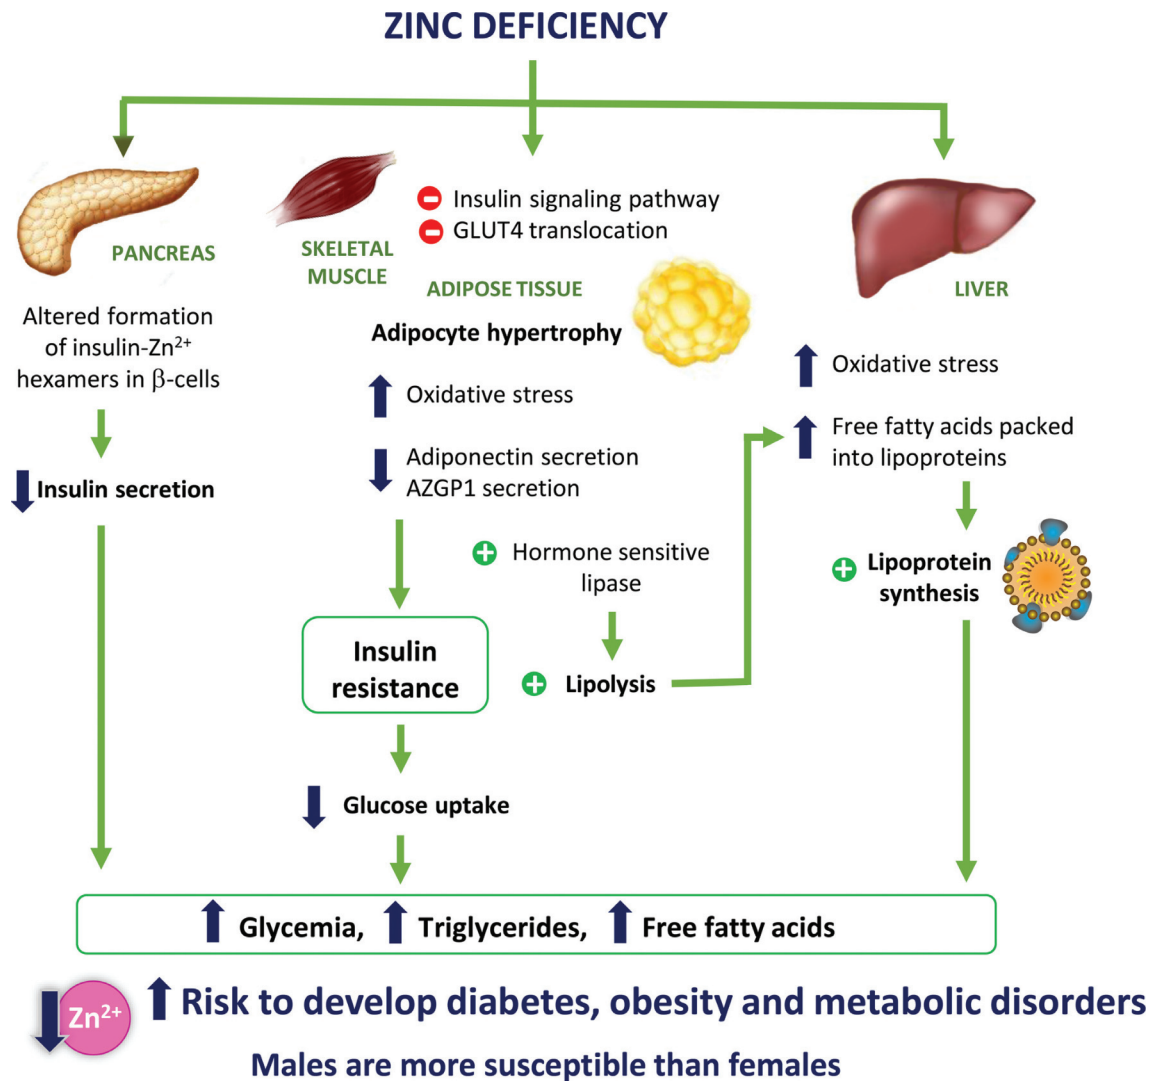 ZINC DEFICIENCY
PANCREAS
Altered formation
of insulin-Zn²⁺
hexamers in β-cells
Insulin secretion
SKELETAL
MUSCLE
Insulin signaling pathway
GLUT4 translocation
ADIPOSE TISSUE
Adipocyte hypertrophy
Oxidative stress
Adiponectin secretion
AZGP1 secretion
Hormone sensitive
lipase
Lipolysis
Insulin
resistance
Glucose uptake
LIVER
Oxidative stress
Free fatty acids packed
into lipoproteins
Lipoprotein
synthesis
Glycemia, Triglycerides, Free fatty acids
Zn²⁺
Risk to develop diabetes, obesity and metabolic disorders
Males are more susceptible than females